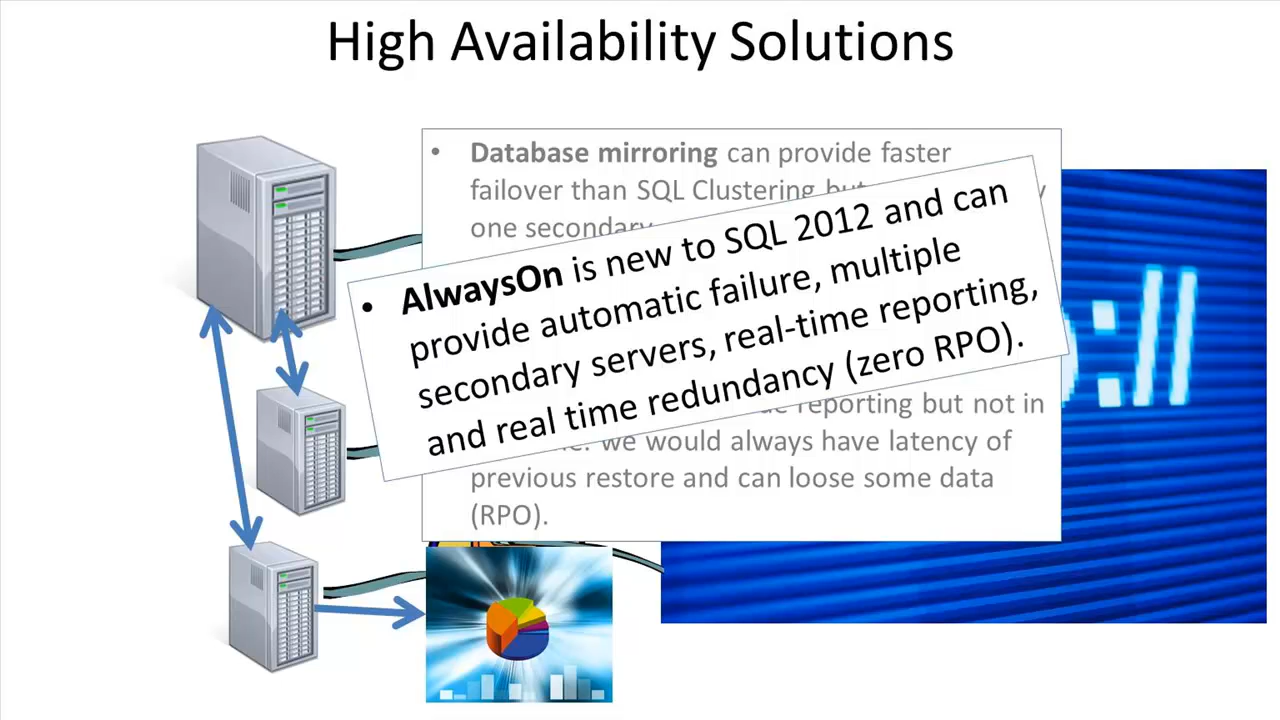 High Availability Solutions
• Database mirroring can provide faster
failover than SQL Clustering
one secondary
• AlwaysOn is new to SQL 2012 and can
provide automatic failure, multiple
secondary servers, real-time reporting,
and real time redundancy (zero RPO).
reporting but not in
we would always have latency of
previous restore and can loose some data
(RPO).
://